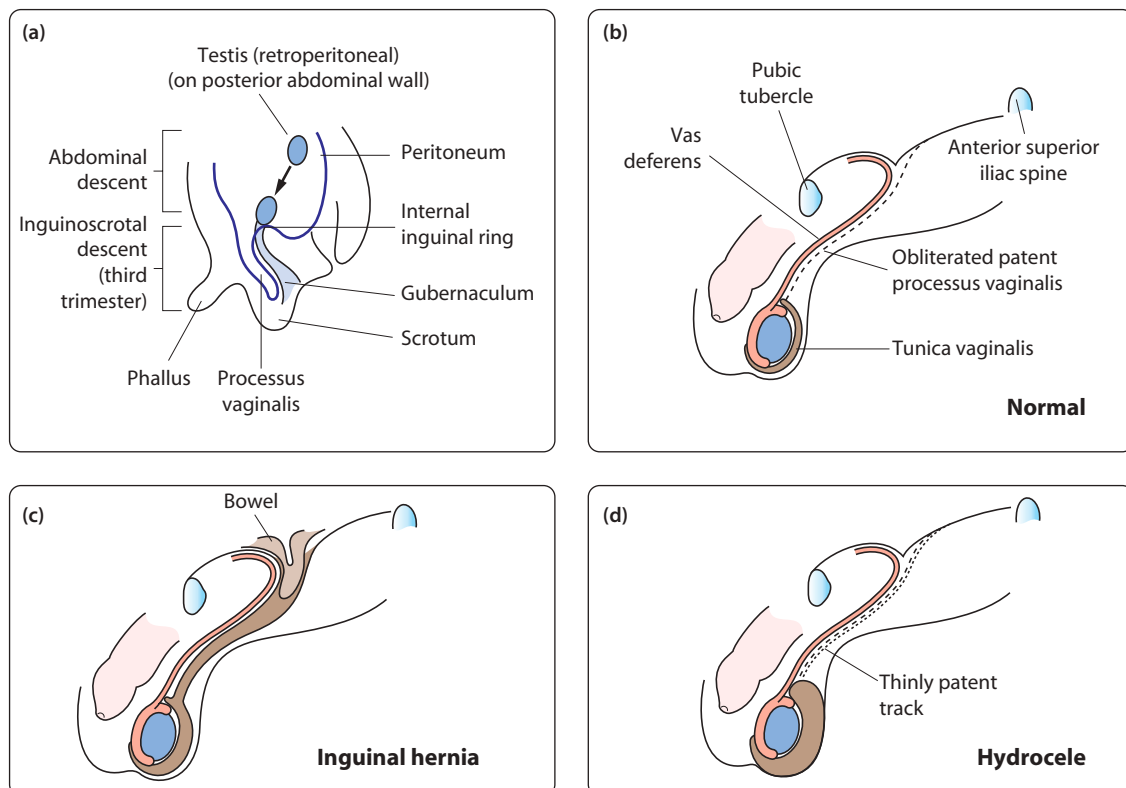 (a)
Testis (retroperitoneal)
(on posterior abdominal wall)
Abdominal
descent
Peritoneum
Inguinoscrotal
descent
(third
trimester)
Internal
inguinal ring
Gubernaculum
Scrotum
Phallus
Processus
vaginalis
(b)
Pubic
tubercle
Vas
deferens
Anterior superior
iliac spine
Obliterated patent
processus vaginalis
Tunica vaginalis
Normal
(c)
Bowel
Inguinal hernia
(d)
Thinly patent
track
Hydrocele